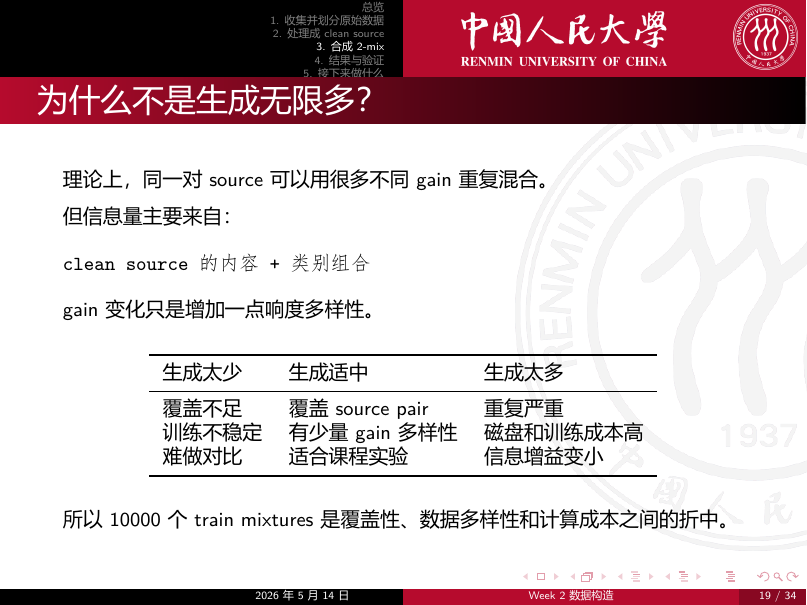 总览
1. 收集并划分原始数据
2. 处理成 clean source
3. 合成 2-mix
4. 结果与验证
5. 接下来做什么
中國人民大學
RENMIN UNIVERSITY OF CHINA
为什么不是生成无限多？
理论上，同一对 source 可以用很多不同 gain 重复混合。
但信息量主要来自：
clean source 的内容 + 类别组合
gain 变化只是增加一点响度多样性。
生成太少 生成适中 生成太多
覆盖不足 覆盖 source pair 重复严重
训练不稳定 有少量 gain 多样性 磁盘和训练成本高
难做对比 适合课程实验 信息增益变小
所以 10000 个 train mixtures 是覆盖性、数据多样性和计算成本之间的折中。
1937
2026 年 5 月 14 日 Week 2 数据构造 19 / 34